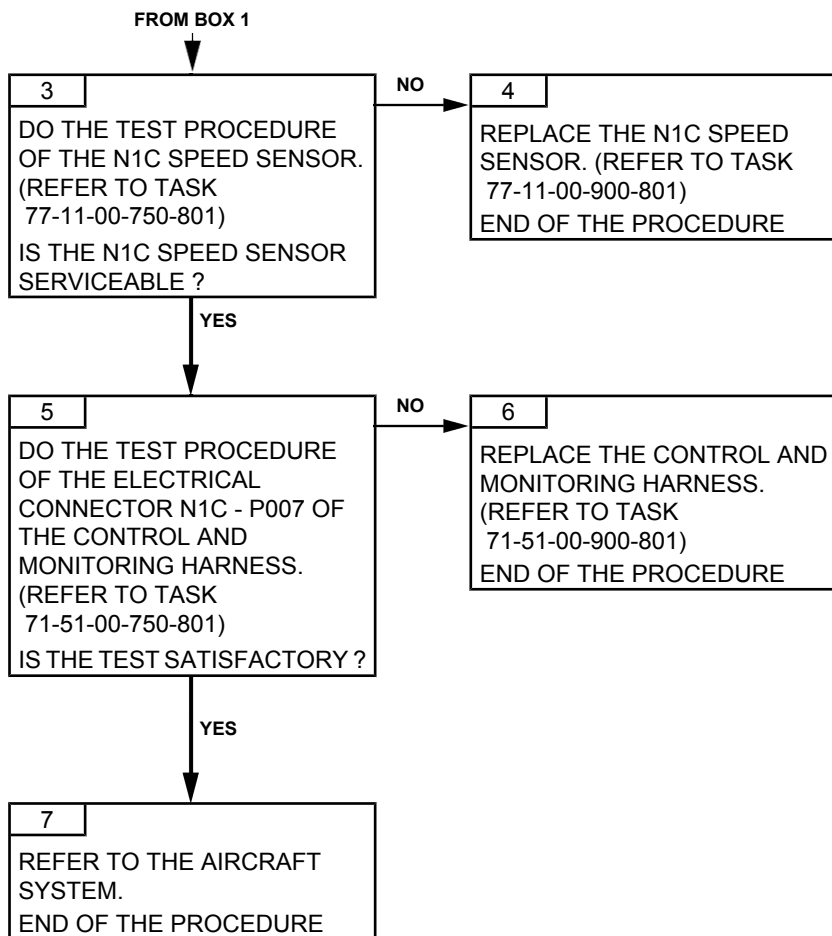 FROM BOX 1
3
DO THE TEST PROCEDURE
OF THE N1C SPEED SENSOR.
(REFER TO TASK
77-11-00-750-801)
IS THE N1C SPEED SENSOR
SERVICEABLE ?
NO
4
REPLACE THE N1C SPEED
SENSOR. (REFER TO TASK
77-11-00-900-801)
END OF THE PROCEDURE
YES
5
DO THE TEST PROCEDURE
OF THE ELECTRICAL
CONNECTOR N1C - P007 OF
THE CONTROL AND
MONITORING HARNESS.
(REFER TO TASK
71-51-00-750-801)
IS THE TEST SATISFACTORY ?
NO
6
REPLACE THE CONTROL AND
MONITORING HARNESS.
(REFER TO TASK
71-51-00-900-801)
END OF THE PROCEDURE
YES
7
REFER TO THE AIRCRAFT
SYSTEM.
END OF THE PROCEDURE